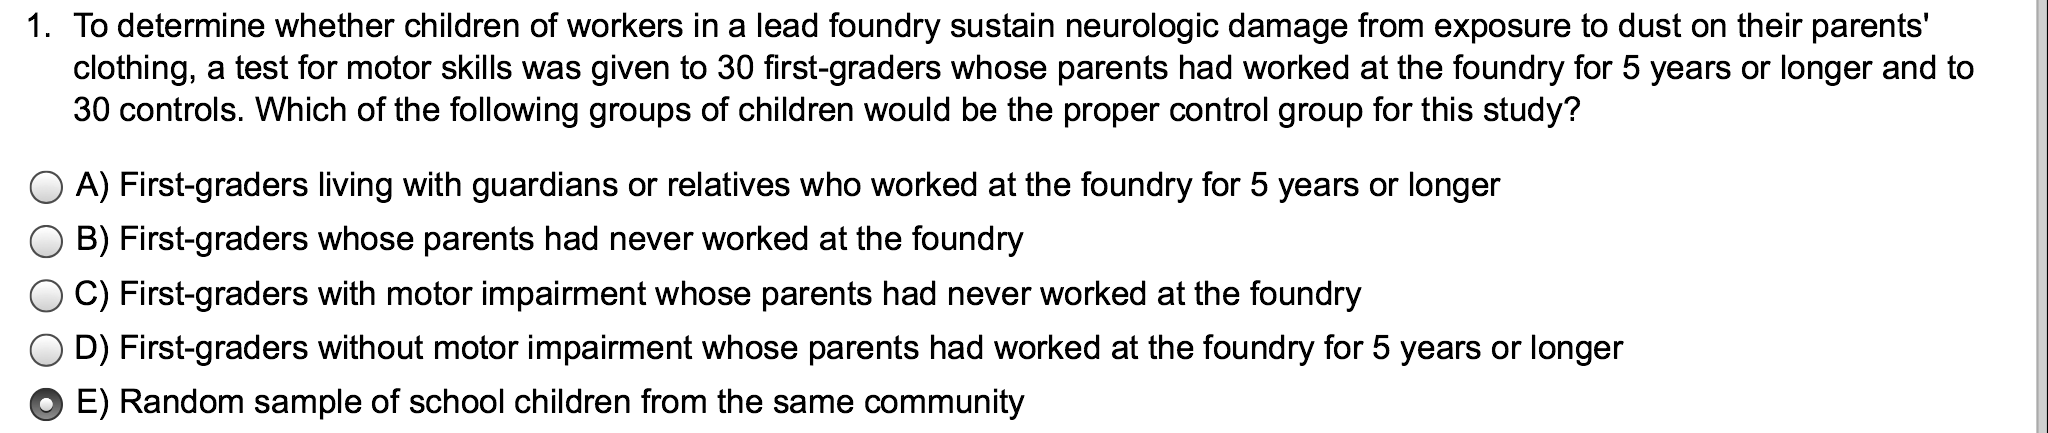 1. To determine whether children of workers in a lead foundry sustain neurologic damage from exposure to dust on their parents'
clothing, a test for motor skills was given to 30 first-graders whose parents had worked at the foundry for 5 years or longer and to
30 controls. Which of the following groups of children would be the proper control group for this study?
A) First-graders living with guardians or relatives who worked at the foundry for 5 years or longer
B) First-graders whose parents had never worked at the foundry
C) First-graders with motor impairment whose parents had never worked at the foundry
D) First-graders without motor impairment whose parents had worked at the foundry for 5 years or longer
E) Random sample of school children from the same community